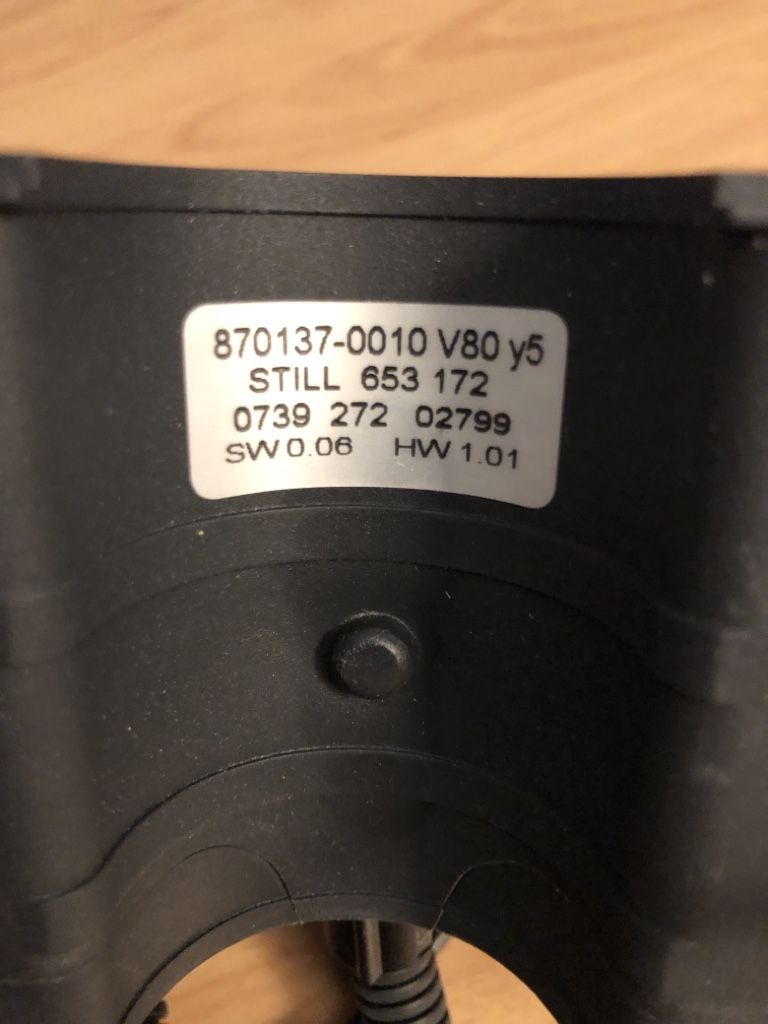 870137-0010 V80 y5
STILL 653 172
0739 272 02799
SW 0.06 HW 1.01